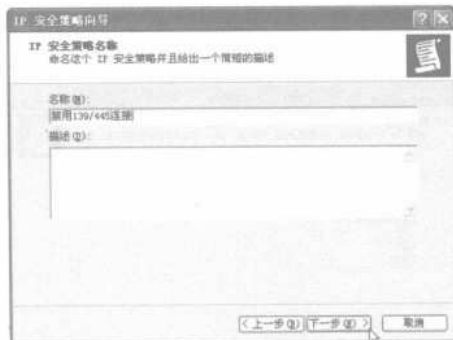 IP 安全策略向导
IP 安全策略名称
命名这个 IP 安全策略并且给出一个简短的描述
名称(M):
禁用139/445连接
描述(D):
< 上一步(B)
下一步(N) >
取消